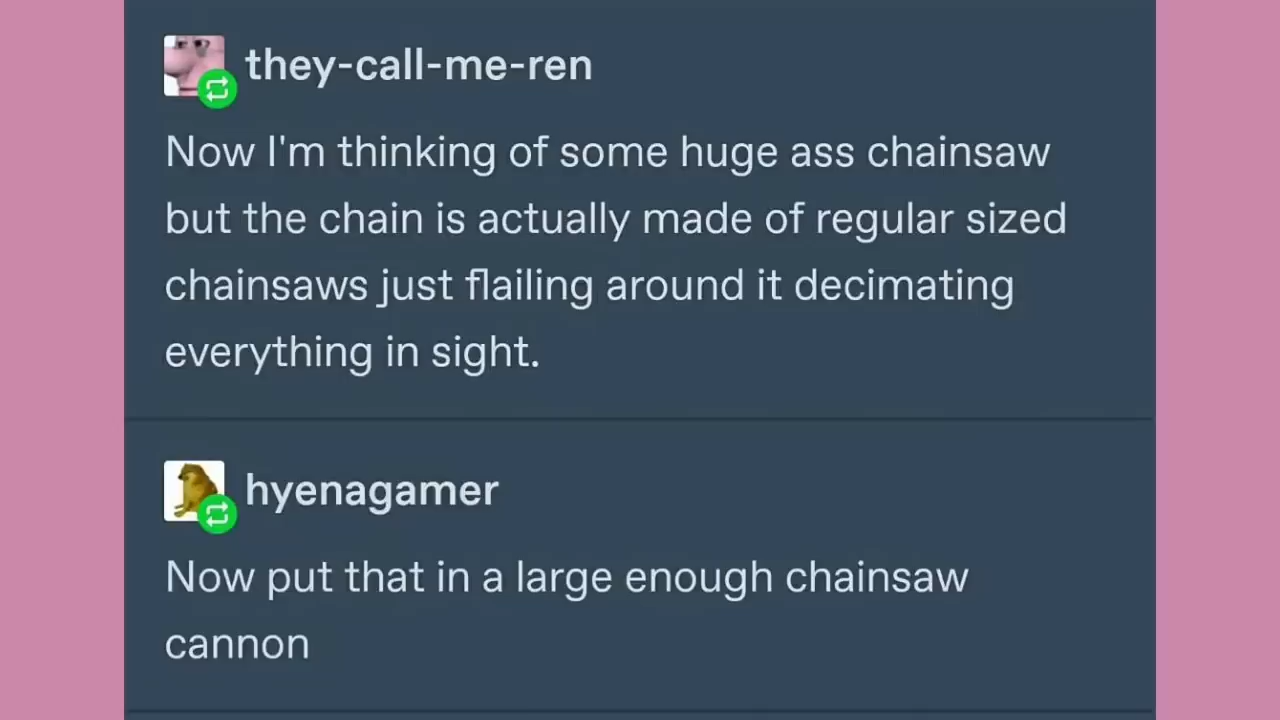 they-call-me-ren
Now I'm thinking of some huge ass chainsaw
but the chain is actually made of regular sized
chainsaws just flailing around it decimating
everything in sight.
hyenagamer
Now put that in a large enough chainsaw
cannon